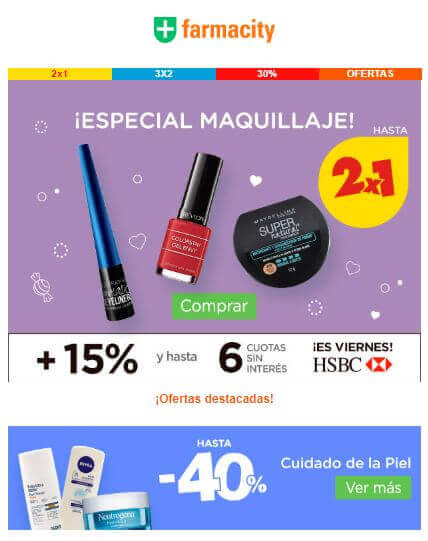 farmacity
2x1 3X2 30% OFERTAS
¡ESPECIAL MAQUILLAJE!
HASTA
2x1
REVLON
COLORSTAY
GEL ENVY
MAYBELLINE
SUPER
natural
EYELINER
Comprar
+ 15% y hasta 6 CUOTAS SIN INTERÉS
¡ES VIERNES!
HSBC
¡Ofertas destacadas!
HASTA
-40%
Cuidado de la Piel
Ver más
NIVEA
Neutrogena